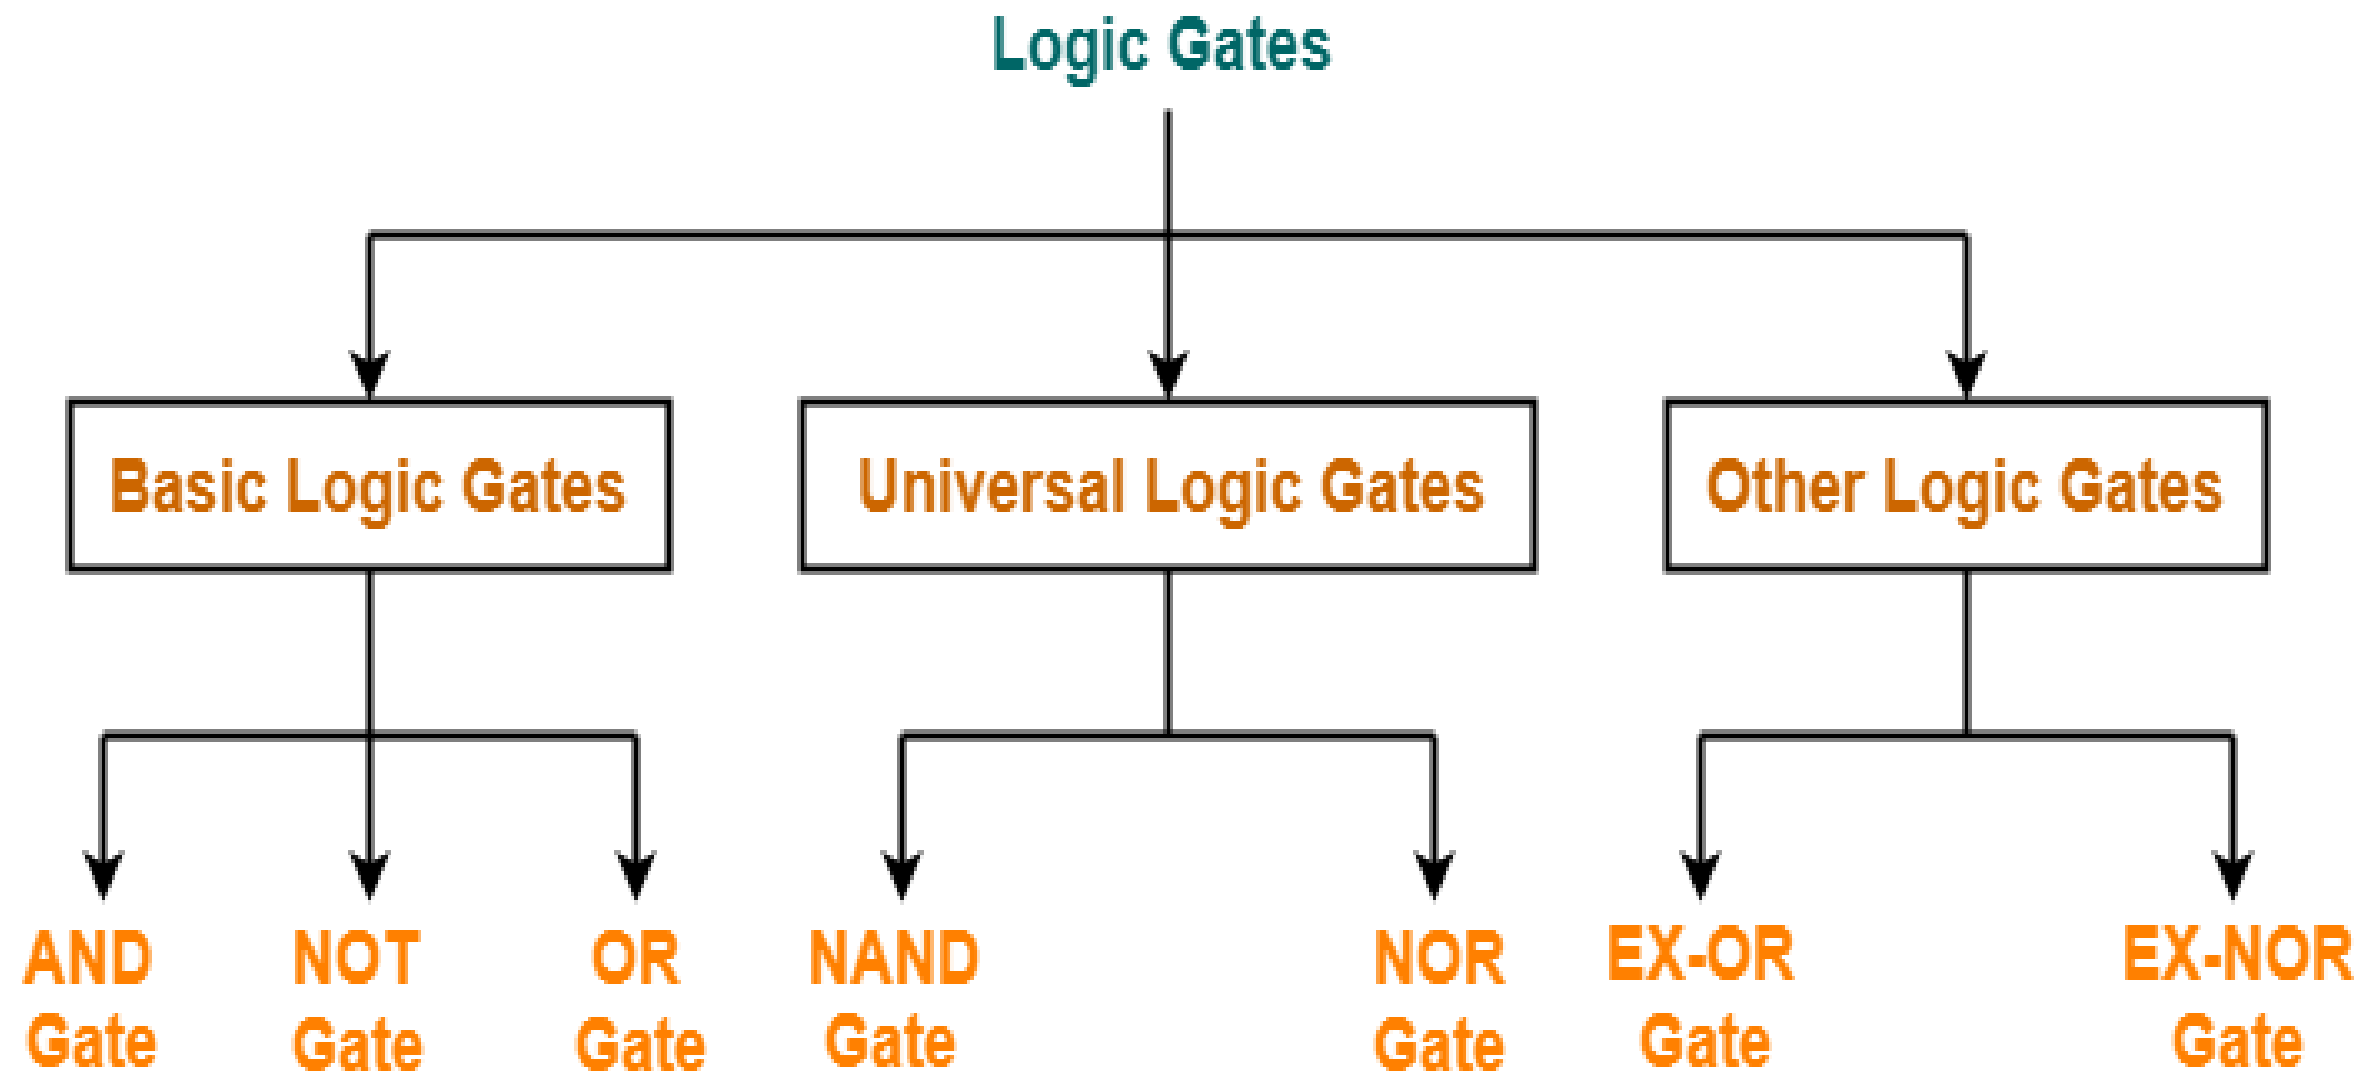 Logic Gates
Basic Logic Gates
Universal Logic Gates
Other Logic Gates
AND
Gate
NOT
Gate
OR
Gate
NAND
Gate
NOR
Gate
EX-OR
Gate
EX-NOR
Gate